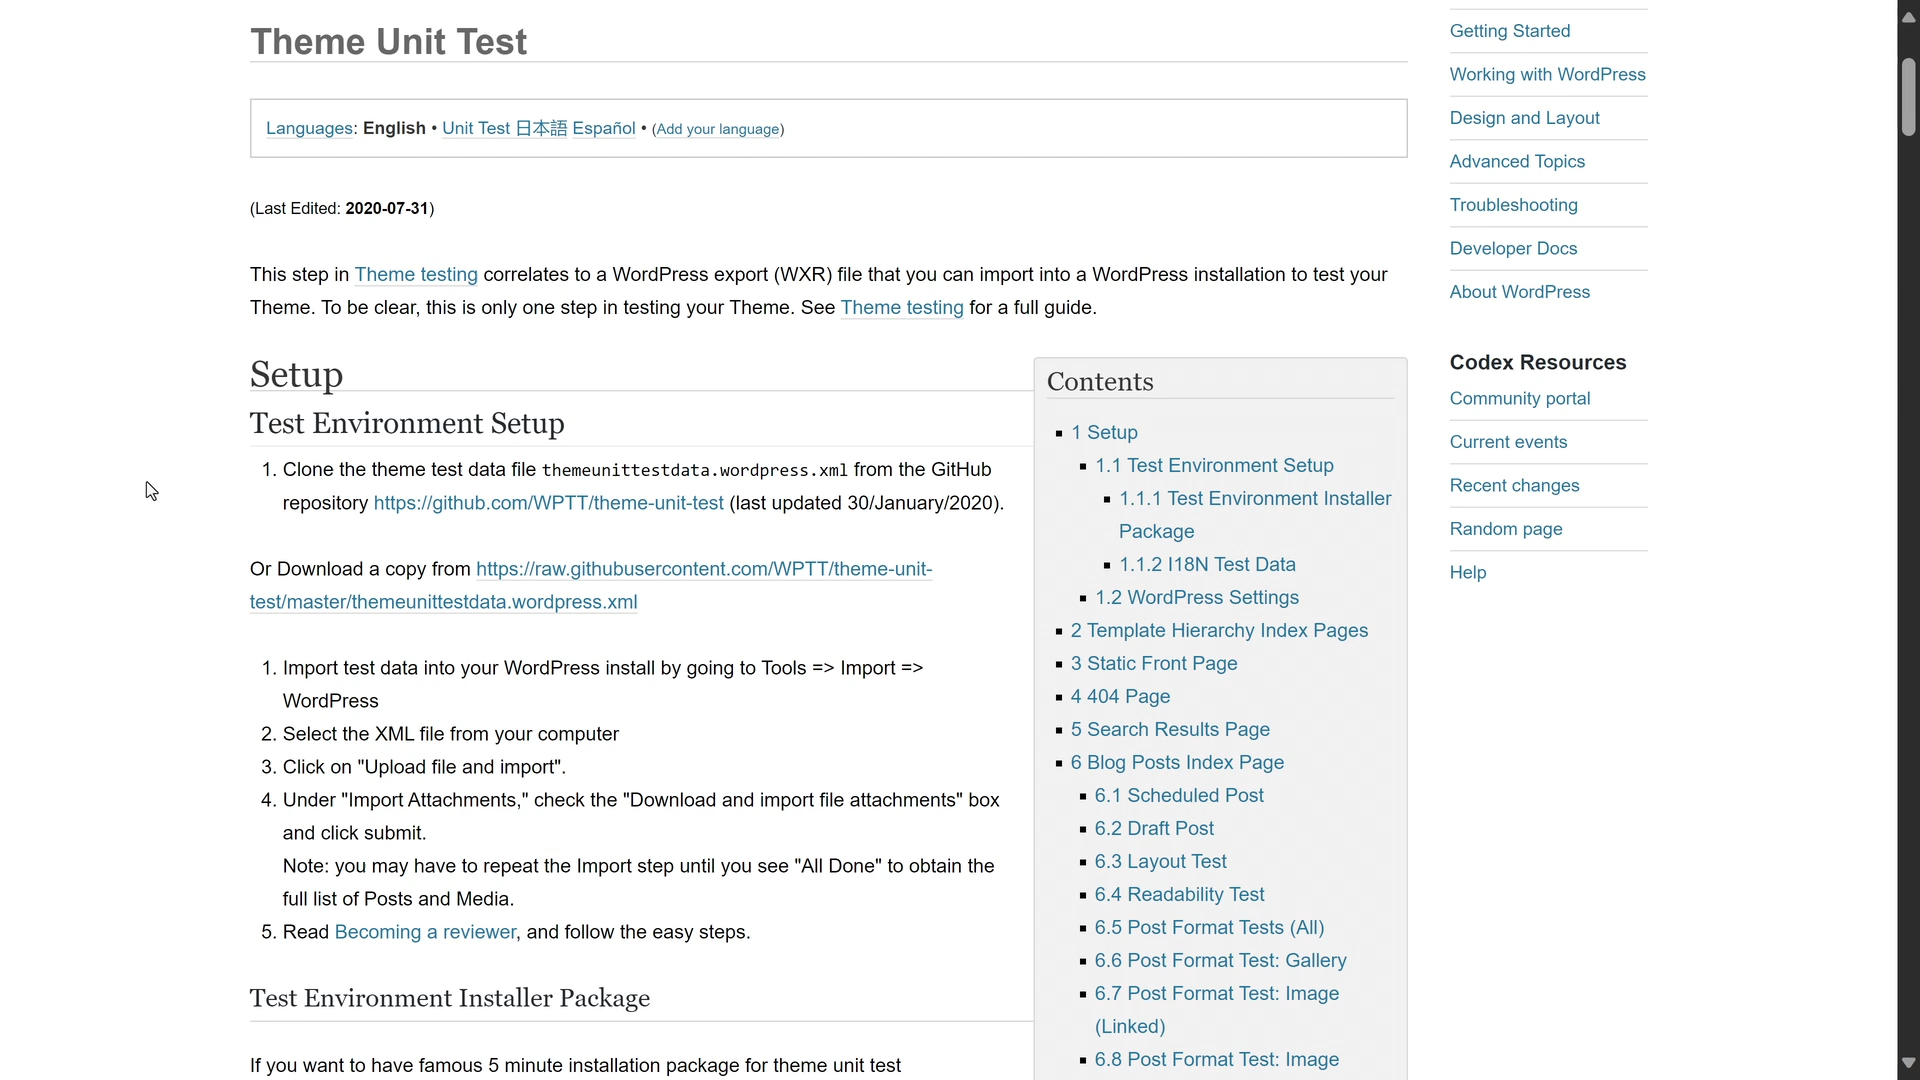 Theme Unit Test
Languages: English • Unit Test 日本語 Español • (Add your language)
(Last Edited: 2020-07-31)
This step in Theme testing correlates to a WordPress export (WXR) file that you can import into a WordPress installation to test your
Theme. To be clear, this is only one step in testing your Theme. See Theme testing for a full guide.
Setup
Test Environment Setup
1. Clone the theme test data file themeunittestdata.wordpress.xml from the GitHub
repository https://github.com/WPTT/theme-unit-test (last updated 30/January/2020).
Or Download a copy from https://raw.githubusercontent.com/WPTT/theme-unit-
test/master/themeunittestdata.wordpress.xml
1. Import test data into your WordPress install by going to Tools => Import =>
WordPress
2. Select the XML file from your computer
3. Click on "Upload file and import".
4. Under "Import Attachments," check the "Download and import file attachments" box
and click submit.
Note: you may have to repeat the Import step until you see "All Done" to obtain the
full list of Posts and Media.
5. Read Becoming a reviewer, and follow the easy steps.
Test Environment Installer Package
If you want to have famous 5 minute installation package for theme unit test
Contents
1 Setup
1.1 Test Environment Setup
1.1.1 Test Environment Installer
Package
1.1.2 I18N Test Data
1.2 WordPress Settings
2 Template Hierarchy Index Pages
3 Static Front Page
4 404 Page
5 Search Results Page
6 Blog Posts Index Page
6.1 Scheduled Post
6.2 Draft Post
6.3 Layout Test
6.4 Readability Test
6.5 Post Format Tests (All)
6.6 Post Format Test: Gallery
6.7 Post Format Test: Image
(Linked)
6.8 Post Format Test: Image
Getting Started
Working with WordPress
Design and Layout
Advanced Topics
Troubleshooting
Developer Docs
About WordPress
Codex Resources
Community portal
Current events
Recent changes
Random page
Help